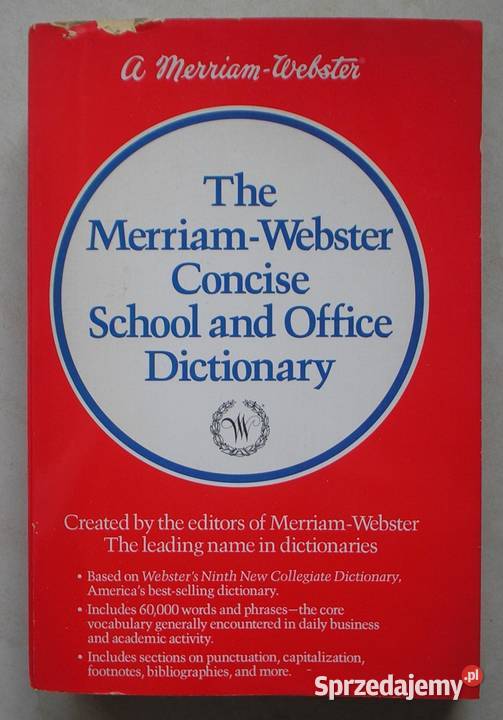 a Merriam-Webster
The
Merriam-Webster
Concise
School and Office
Dictionary
W
Created by the editors of Merriam-Webster
The leading name in dictionaries
• Based on Webster's Ninth New Collegiate Dictionary,
America's best-selling dictionary.
• Includes 60,000 words and phrases—the core
vocabulary generally encountered in daily business
and academic activity.
• Includes sections on punctuation, capitalization,
footnotes, bibliographies, and more.
Sprzedajemy.pl